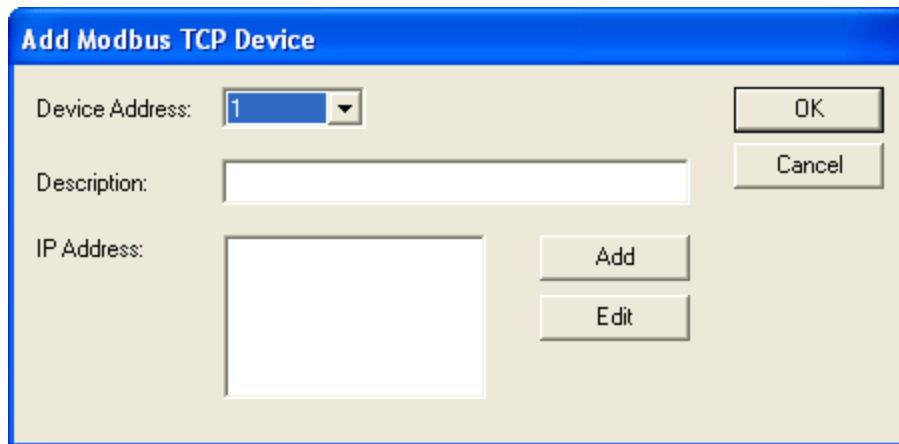 Add Modbus TCP Device
Device Address: 1
OK
Cancel
Description:
IP Address:
Add
Edit